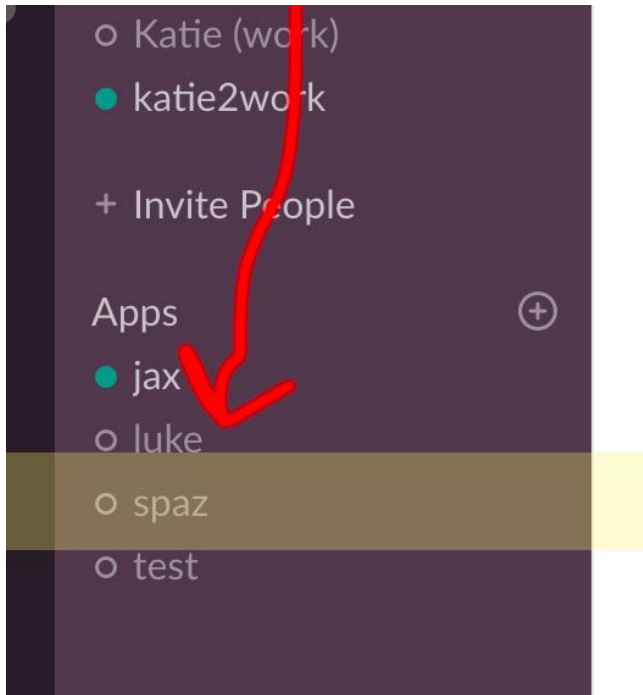 Katie (work)
katie2work
+ Invite People
Apps
jax
luke
spaz
test